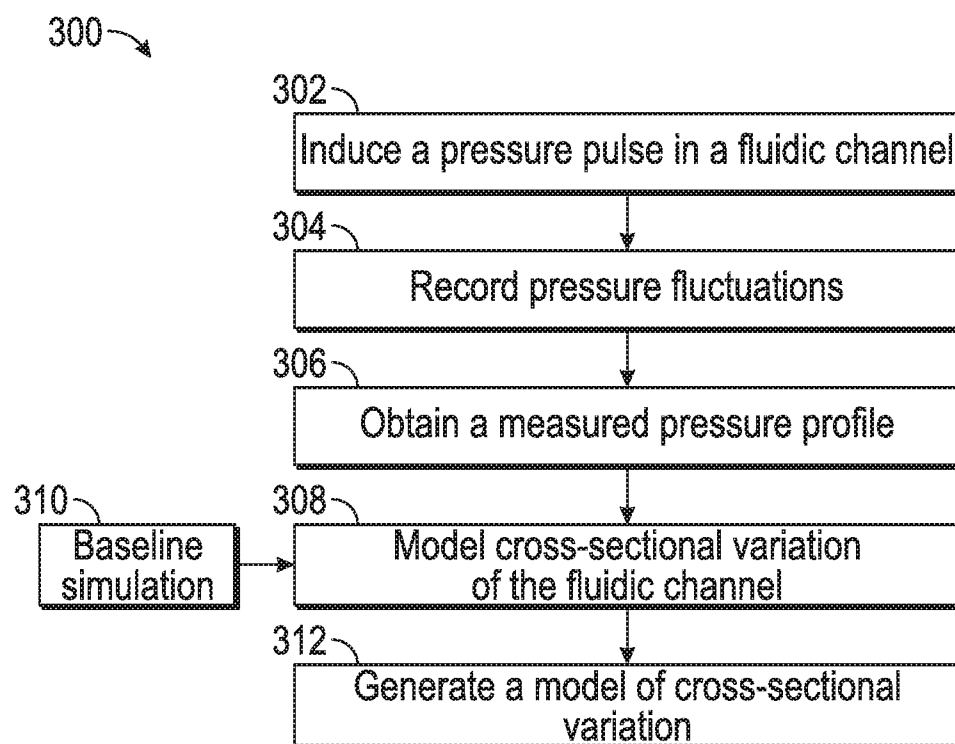 300
302
Induce a pressure pulse in a fluidic channel
304
Record pressure fluctuations
306
Obtain a measured pressure profile
310
Baseline
simulation
308
Model cross-sectional variation
of the fluidic channel
312
Generate a model of cross-sectional
variation